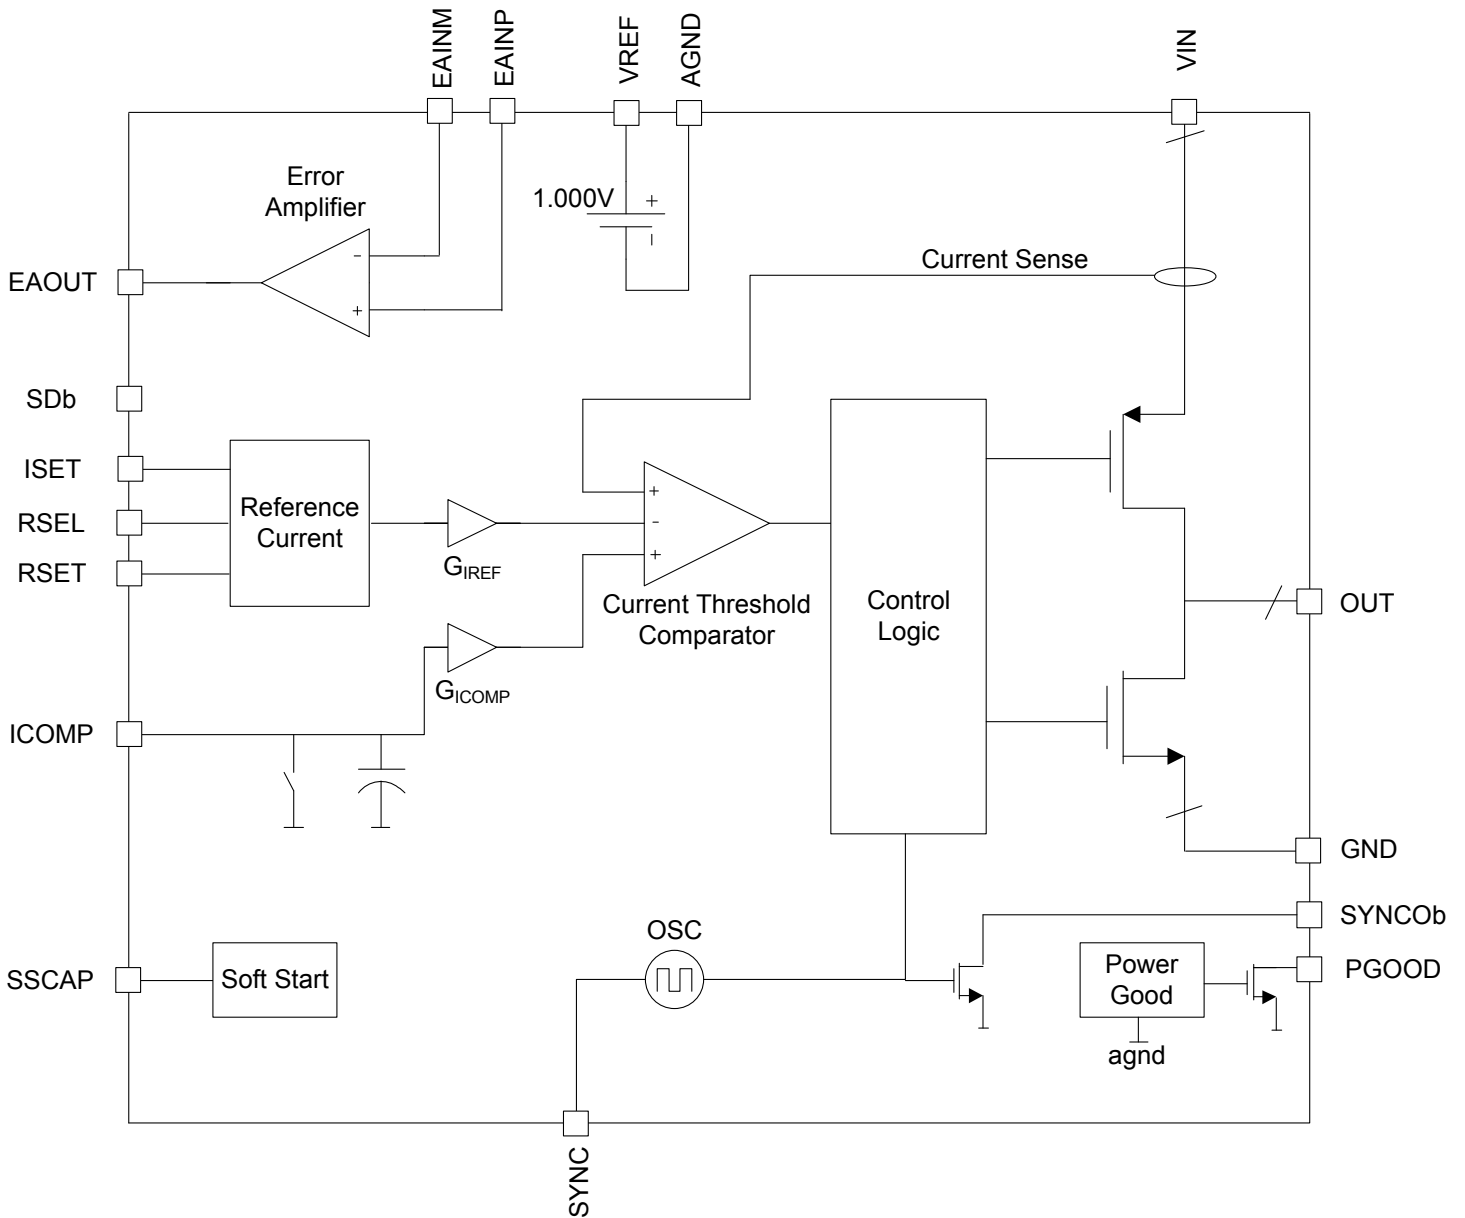 EAINM
EAINP
VREF
AGND
VIN
Error
Amplifier
1.000V
+
–
Current Sense
-
+
EAOUT
SDb
ISET
RSEL
RSET
Reference
Current
GIREF
+
-
+
Current Threshold
Comparator
Control
Logic
OUT
GICOMP
ICOMP
GND
SYNCOb
OSC
SSCAP
Soft Start
Power
Good
PGOOD
agnd
SYNC